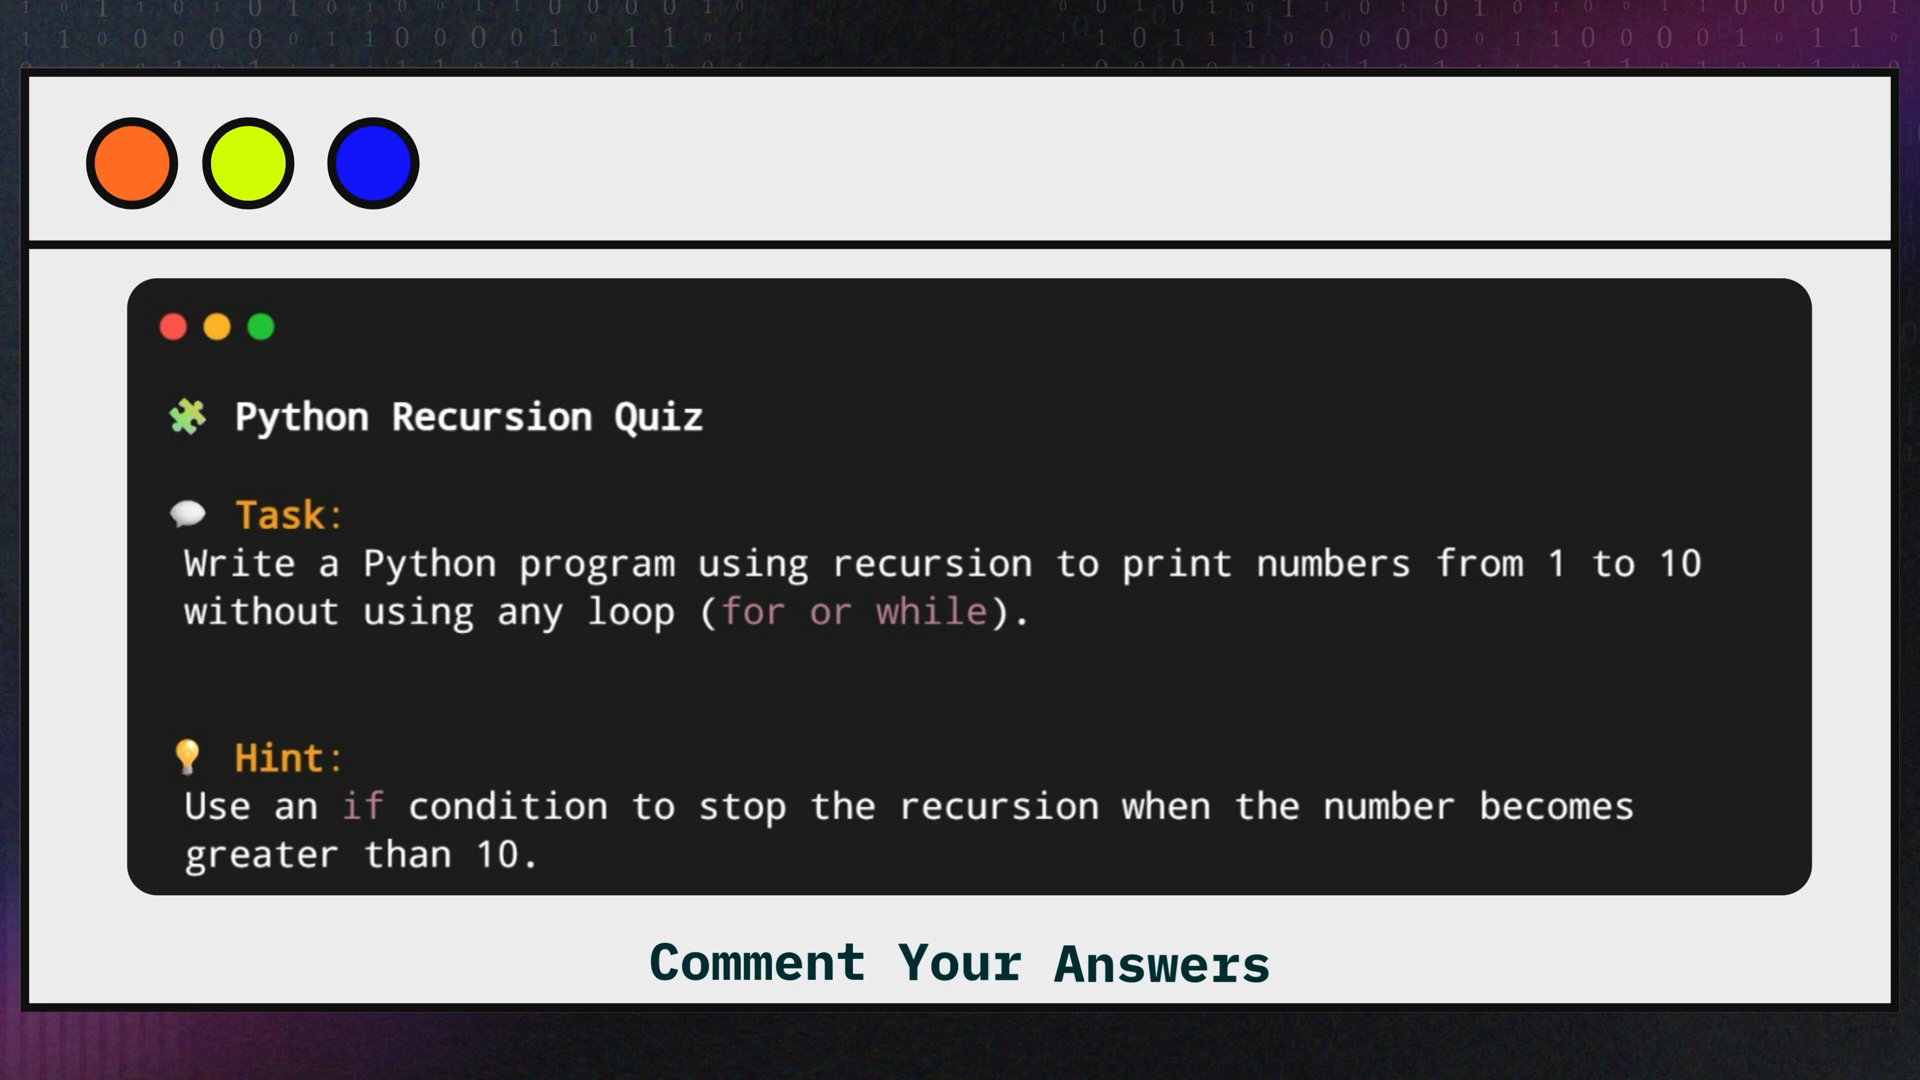 🧩 Python Recursion Quiz
💬 Task:
Write a Python program using recursion to print numbers from 1 to 10
without using any loop (for or while).
💡 Hint:
Use an if condition to stop the recursion when the number becomes
greater than 10.
Comment Your Answers